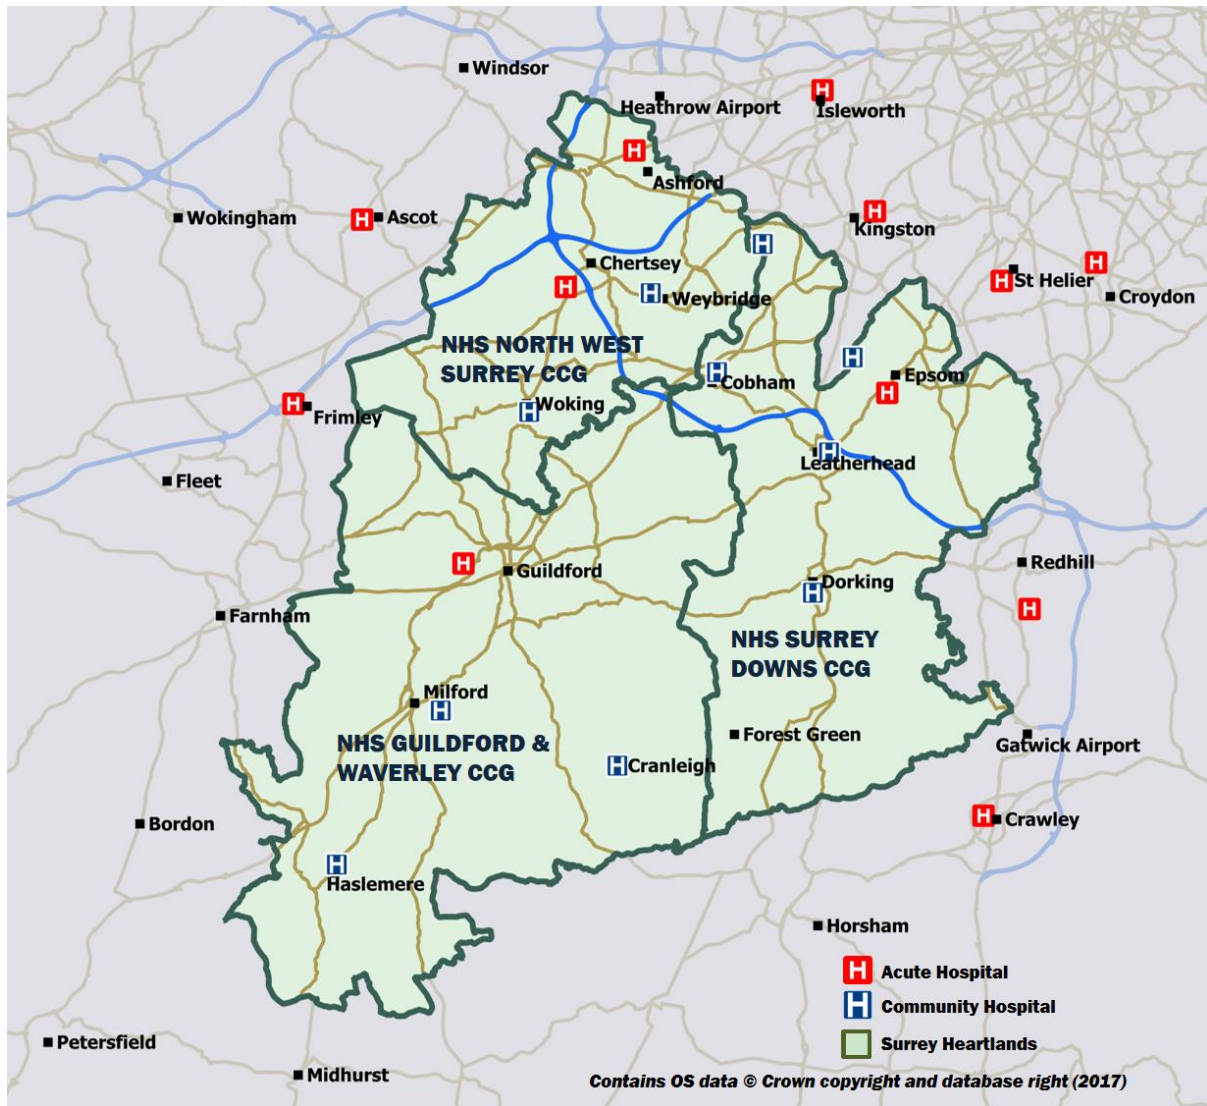 Windsor
Heathrow Airport
H
Isleworth
H
Ashford
Wokingham
H
Ascot
H
Kingston
H
Chertsey
H
H
St Helier
H
Croydon
H
Weybridge
NHS NORTH WEST
SURREY CCG
H
Cobham
H
Epsom
H
H
Frimley
H
Woking
H
Leatherhead
Fleet
H
Guildford
Redhill
Dorking
H
H
Farnham
NHS SURREY
DOWNS CCG
Milford
H
NHS GUILDFORD &
WAVERLEY CCG
Forest Green
Gatwick Airport
H
Cranleigh
Bordon
H
Crawley
H
Haslemere
Horsham
H
Acute Hospital
H
Community Hospital
Surrey Heartlands
Petersfield
Midhurst
Contains OS data © Crown copyright and database right (2017)